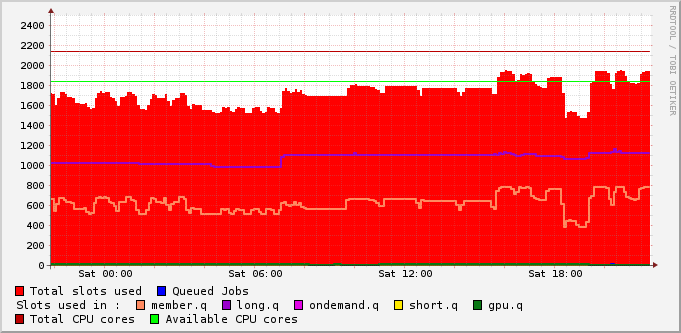 2400
2200
2000
1800
1600
1400
1200
1000
800
600
400
200
0
Sat 00:00 Sat 06:00 Sat 12:00 Sat 18:00
RRDTOOL / TOBI OETIKER
Total slots used Queued Jobs
Slots used in : member.q long.q ondemand.q short.q gpu.q
Total CPU cores Available CPU cores